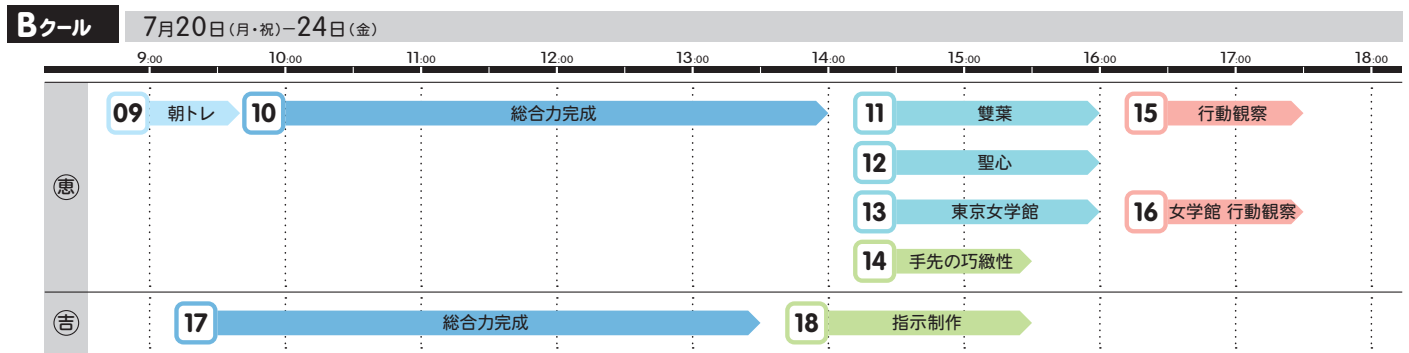 Bクール 7月20日(月・祝)−24日(金)
9:00 10:00 11:00 12:00 13:00 14:00 15:00 16:00 17:00 18:00
09 朝トレ 10 総合力完成 11 雙葉 15 行動観察
12 聖心
㊝
13 東京女学館 16 女学館 行動観察
14 手先の巧緻性
吉 17 総合力完成 18 指示制作